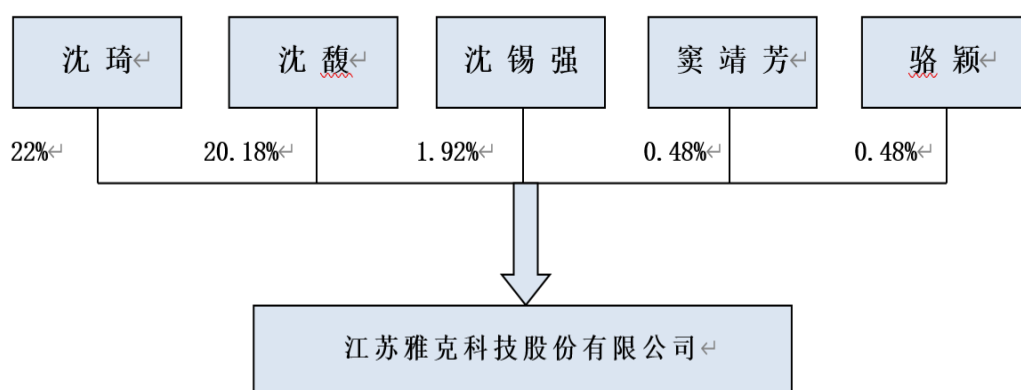 沈 琦
沈 馥
沈 锡 强
窦 靖 芳
骆 颖
22%
20.18%
1.92%
0.48%
0.48%
江苏雅克科技股份有限公司